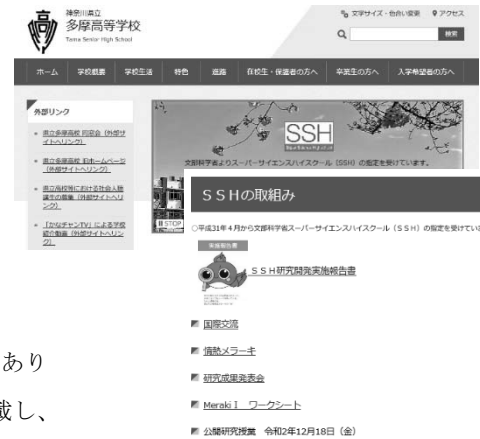 神奈川県立
多摩高等学校
Tama Senior High School
文字サイズ・色合い変更 アクセス
検索
ホーム 学校概要 学校生活 特色 進路 在校生・保護者の方へ 卒業生の方へ 入学希望者の方へ
外部リンク
県立多摩高校 同窓会（外部サイトへリンク）
県立多摩高校 旧ホームページ（外部サイトへリンク）
県立高校等における社会人聴講生の募集（外部サイトへリンク）
「かなチャンTV」による学校紹介動画（外部サイトへリンク）
SSH
文部科学省よりスーパーサイエンスハイスクール（SSH）の指定を受けています。
STOP
ＳＳＨの取組み
○平成31年４月から文部科学省スーパーサイエンスハイスクール（ＳＳＨ）の指定を受けてい
実施報告書
ＳＳＨ研究開発実施報告書
国際交流
情熱メラーキ
研究成果発表会
Meraki I ワークシート
公開研究授業 令和2年12月18日（金）
あり
載し、